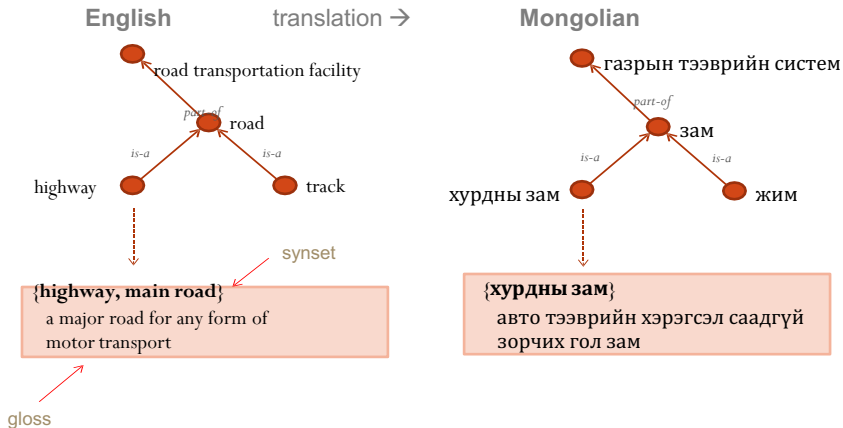 English translation → Mongolian
road transportation facility
part-of
road
is-a
is-a
highway
track
synset
{highway, main road}
a major road for any form of
motor transport
gloss
газрын тээврийн систем
part-of
зам
is-a
is-a
хурдны зам
жим
{хурдны зам}
авто тээврийн хэрэгсэл саадгүй
зорчих гол зам